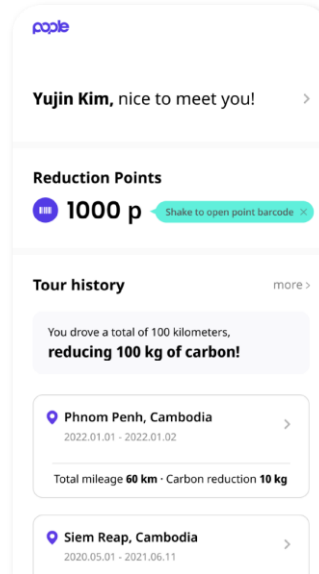 pople
Yujin Kim, nice to meet you!
Reduction Points
1000 p
Shake to open point barcode ×
Tour history
more
You drove a total of 100 kilometers,
reducing 100 kg of carbon!
Phnom Penh, Cambodia
2022.01.01 - 2022.01.02
Total mileage 60 km · Carbon reduction 10 kg
Siem Reap, Cambodia
2020.05.01 - 2021.06.11